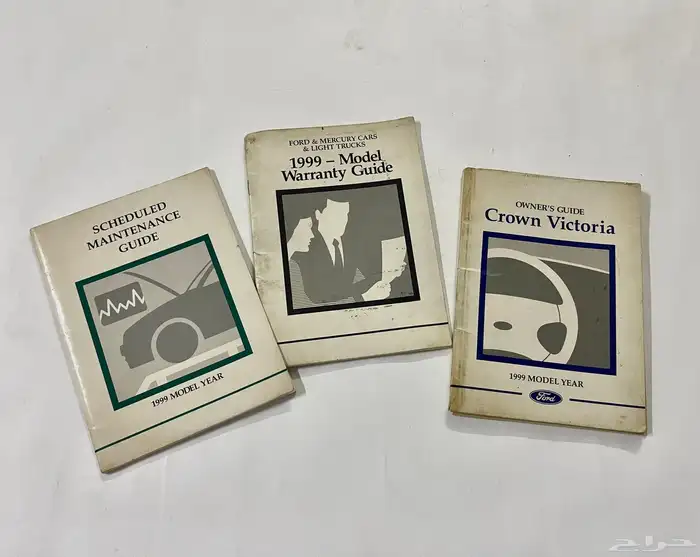 SCHEDULED
MAINTENANCE
GUIDE
1999 MODEL YEAR
FORD & MERCURY CARS
& LIGHT TRUCKS
1999 – Model
Warranty Guide
OWNER'S GUIDE
Crown Victoria
1999 MODEL YEAR
Ford
حراج